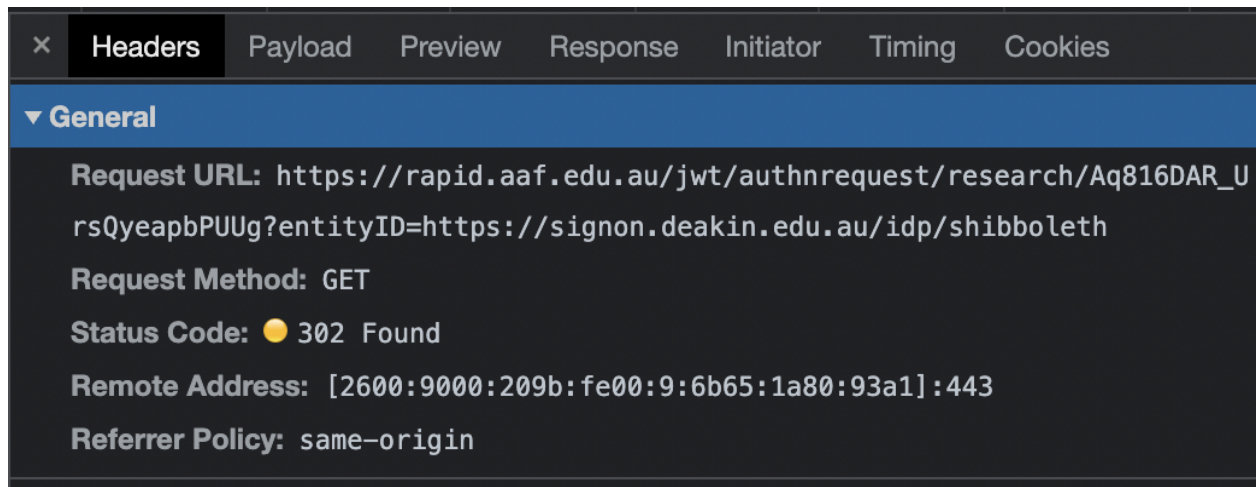 × Headers Payload Preview Response Initiator Timing Cookies
▼ General
Request URL: https://rapid.aaf.edu.au/jwt/authnrequest/research/Aq816DAR_U
rsQyeapbPUUg?entityID=https://signon.deakin.edu.au/idp/shibboleth
Request Method: GET
Status Code: 302 Found
Remote Address: [2600:9000:209b:fe00:9:6b65:1a80:93a1]:443
Referrer Policy: same-origin